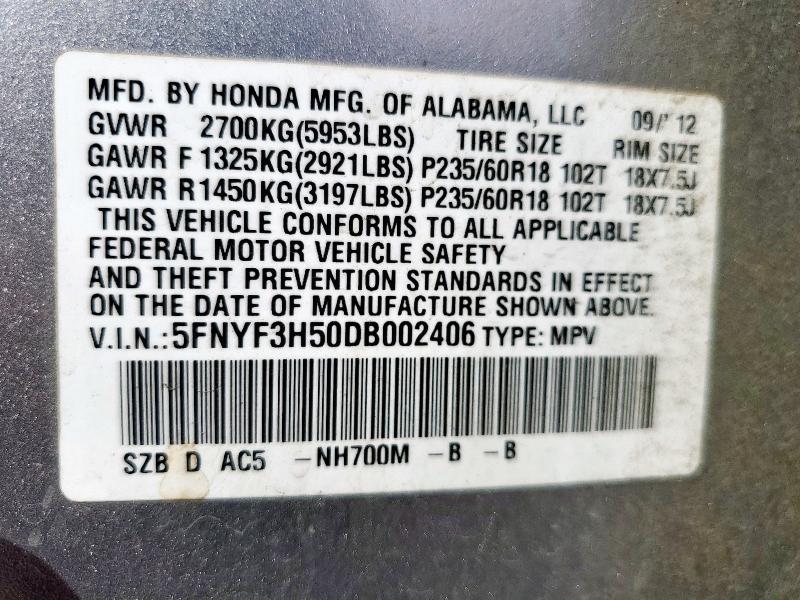 MFD. BY HONDA MFG. OF ALABAMA, LLC 09/'12
GVWR 2700KG(5953LBS) TIRE SIZE RIM SIZE
GAWR F 1325KG(2921LBS) P235/60R18 102T 18X7.5J
GAWR R1450KG(3197LBS) P235/60R18 102T 18X7.5J
THIS VEHICLE CONFORMS TO ALL APPLICABLE
FEDERAL MOTOR VEHICLE SAFETY
AND THEFT PREVENTION STANDARDS IN EFFECT
ON THE DATE OF MANUFACTURE SHOWN ABOVE.
V.I.N.:5FNYF3H50DB002406 TYPE: MPV
SZB D AC5 -NH700M -B -B